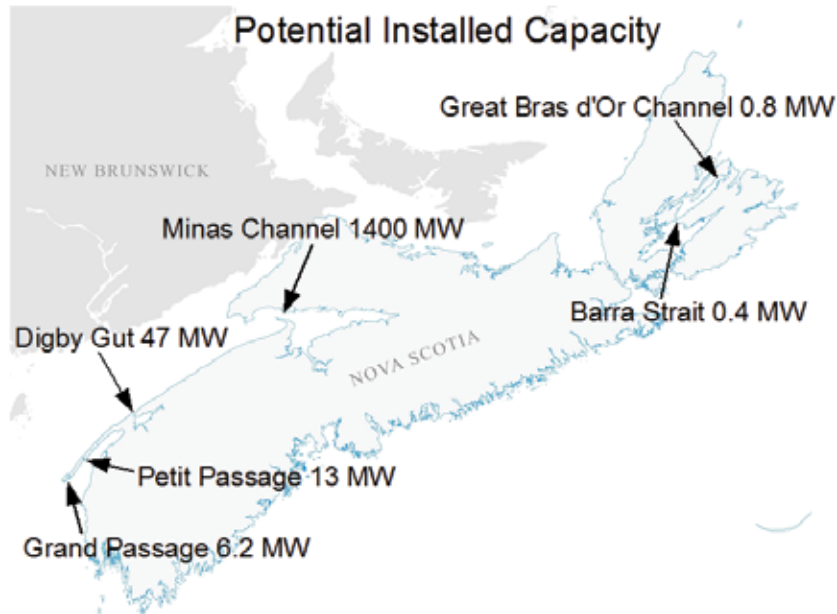 Potential Installed Capacity
Great Bras d'Or Channel 0.8 MW
NEW BRUNSWICK
Minas Channel 1400 MW
Barra Strait 0.4 MW
Digby Gut 47 MW
NOVA SCOTIA
Petit Passage 13 MW
Grand Passage 6.2 MW